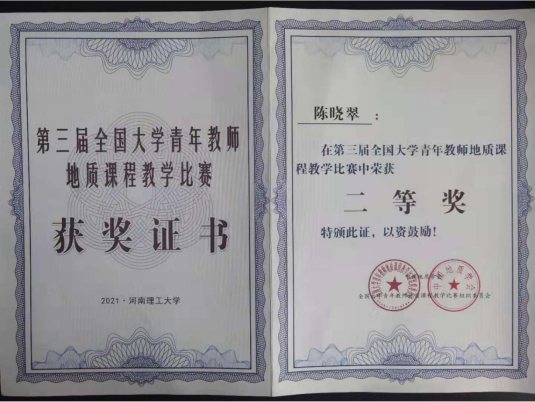 第三届全国大学青年教师
地质课程教学比赛
获奖证书
2021·河南理工大学
陈晓翠：
在第三届全国大学青年教师地质课
程教学比赛中荣获
二等奖
特颁此证，以资鼓励！